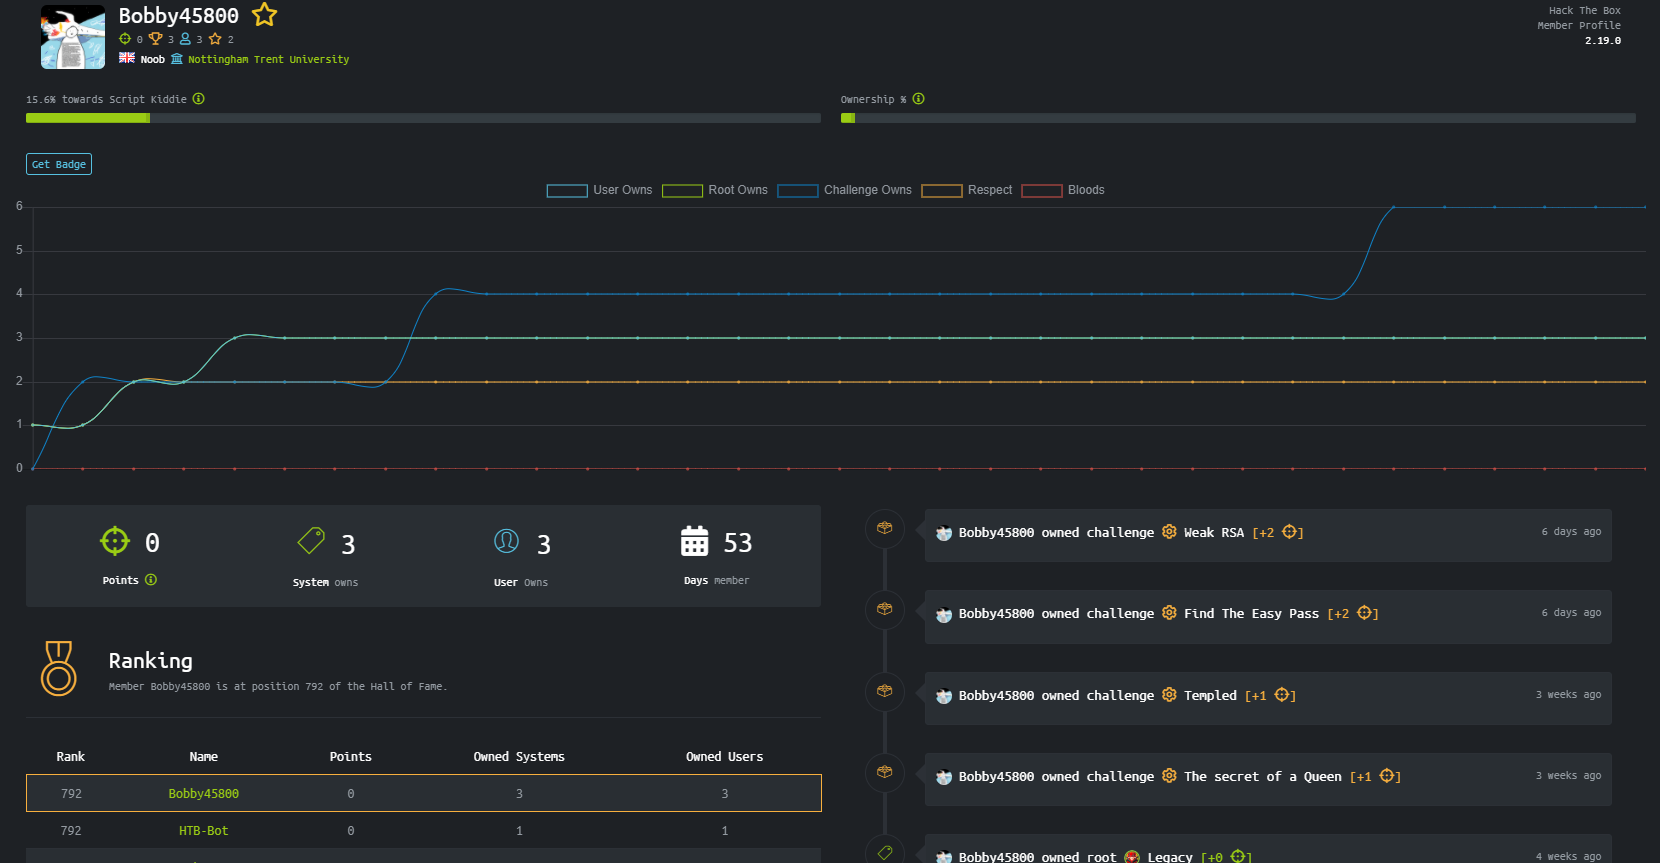 Bobby45800
0 3 3 2
Noob Nottingham Trent University
Hack The Box
Member Profile
2.19.0
15.6% towards Script Kiddie
Ownership %
Get Badge
User Owns Root Owns Challenge Owns Respect Bloods
6
5
4
3
2
1
0
0 3 3 53
Points System owns User Owns Days member
Ranking
Member Bobby45800 is at position 792 of the Hall of Fame.
Rank Name Points Owned Systems Owned Users
792 Bobby45800 0 3 3
792 HTB-Bot 0 1 1
Bobby45800 owned challenge Weak RSA [+2 ] 6 days ago
Bobby45800 owned challenge Find The Easy Pass [+2 ] 6 days ago
Bobby45800 owned challenge Templed [+1 ] 3 weeks ago
Bobby45800 owned challenge The secret of a Queen [+1 ] 3 weeks ago
Bobby45800 owned root Legacy [+0 ] 4 weeks ago